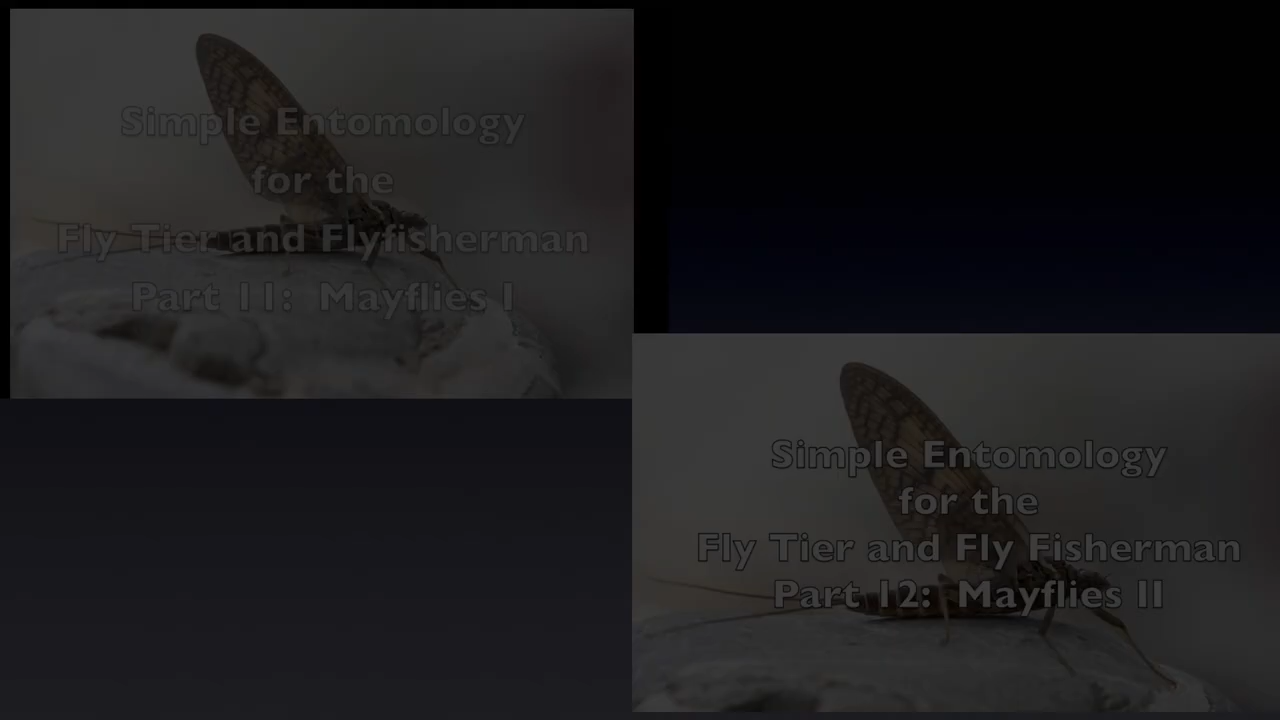 Simple Entomology
for the
Fly Tier and Flyfisherman
Part 11:  Mayflies I
Simple Entomology
for the
Fly Tier and Fly Fisherman
Part 12:  Mayflies II